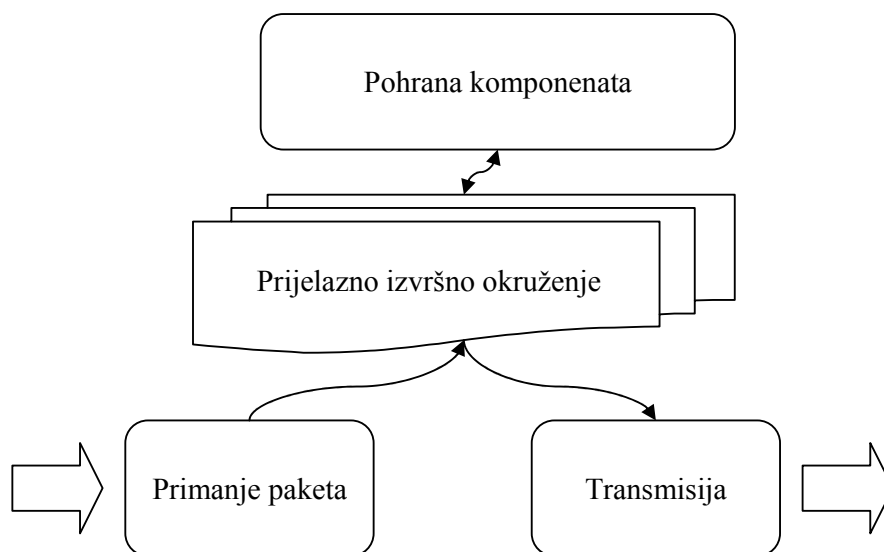 Pohrana komponenata
Prijelazno izvršno okruženje
Primanje paketa
Transmisija